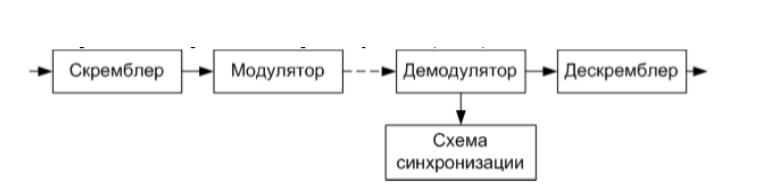 Скремблер
Модулятор
Демодулятор
Дескремблер
Схема
синхронизации